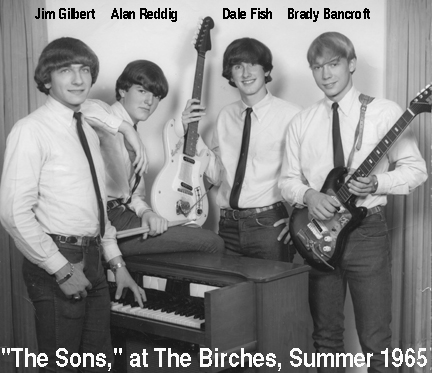 Jim Gilbert Alan Reddig Dale Fish Brady Bancroft
"The Sons," at The Birches, Summer 1965